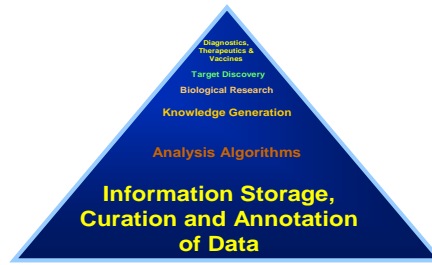 Diagnostics,
Therapeutics &
Vaccines
Target Discovery
Biological Research
Knowledge Generation
Analysis Algorithms
Information Storage,
Curation and Annotation
of Data